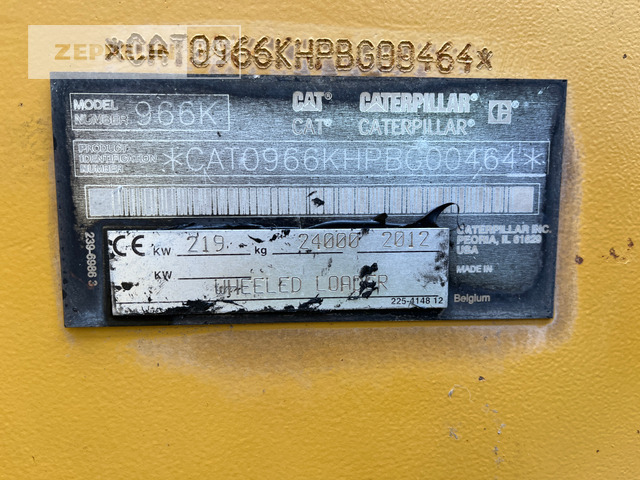 ZEPPELIN
*CAT0966KHPBG00464*
MODEL NUMBER 966K CAT® CATERPILLAR®
CAT® CATERPILLAR®
PRODUCT IDENTIFICATION NUMBER *CAT0966KHPBG00464*
239-6986 3
CE KW 219 kg 24000 2012
KW
WHEELED LOADER
225-4148 12
CATERPILLAR INC.
PEORIA, IL 61629
USA
MADE IN
Belgium